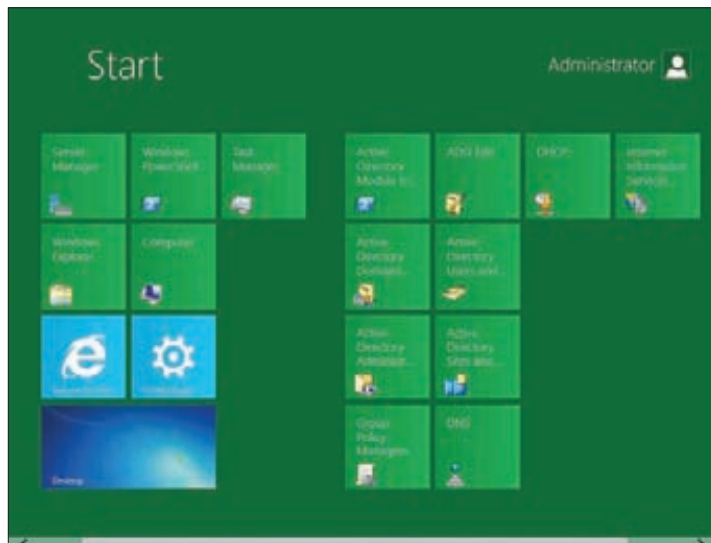 Start
Administrator
Server
Manager
Windows
PowerShell
Task
Manager
Windows
Explorer
Computer
Desktop
Active
Directory
Module fo...
ADSI Edit
DHCP
Internet
Information
Services...
Active
Directory
Domains...
Active
Directory
Users and...
Active
Directory
Administr...
Active
Directory
Sites and...
Group
Policy
Managem...
DNS